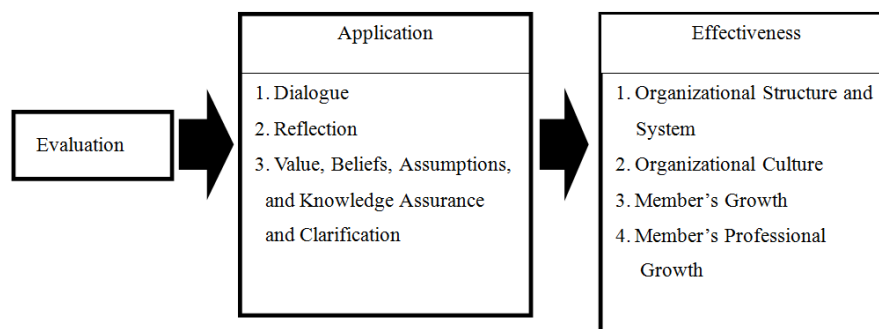 Evaluation
Application
1. Dialogue
2. Reflection
3. Value, Beliefs, Assumptions,
and Knowledge Assurance
and Clarification
Effectiveness
1. Organizational Structure and
System
2. Organizational Culture
3. Member’s Growth
4. Member’s Professional
Growth